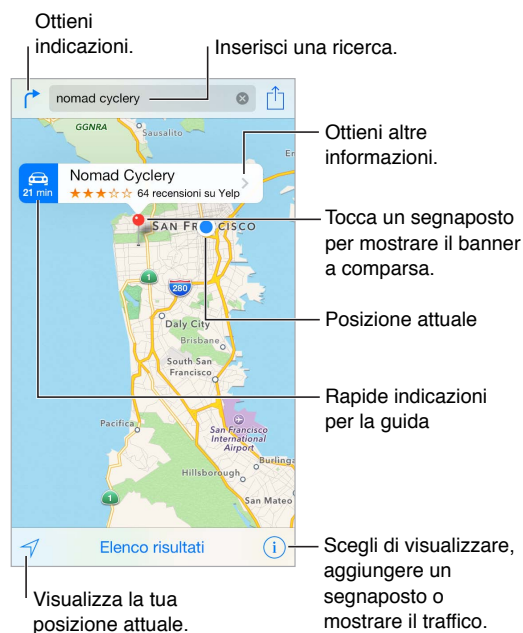 Ottieni
indicazioni.
Inserisci una ricerca.
nomad cyclery
GGNRA
Sausalito
Ottieni altre
informazioni.
Nomad Cyclery
21 min
64 recensioni su Yelp
Tocca un segnaposto
per mostrare il banner
a comparsa.
SAN FRANCISCO
1
280
Posizione attuale
Daly City
Brisbane
South San
Francisco
Rapide indicazioni
per la guida
Pacifica
San Francisco
International
Airport
Hillsborough
1
San Mateo
Elenco risultati
i
Scegli di visualizzare,
aggiungere un
segnaposto o
mostrare il traffico.
Visualizza la tua
posizione attuale.